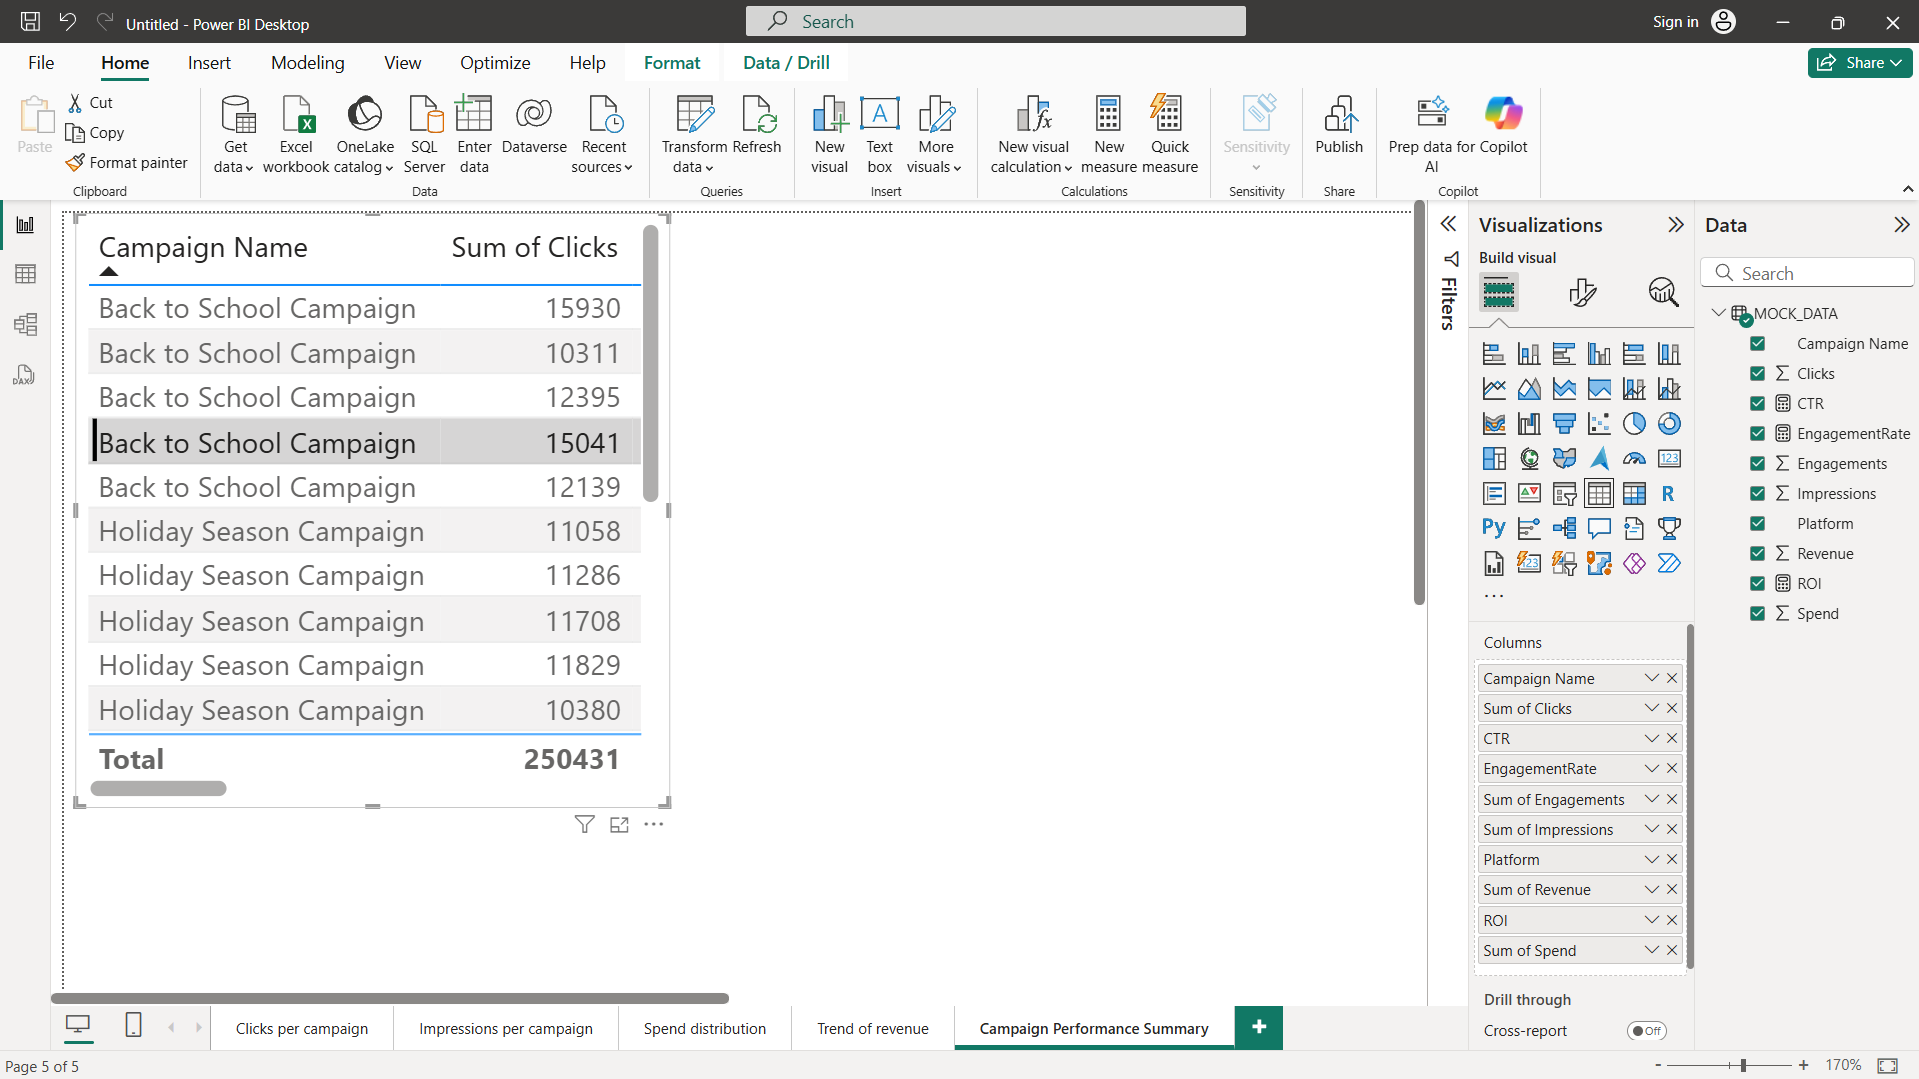 Untitled - Power BI Desktop
Search
Sign in
File
Home
Insert
Modeling
View
Optimize
Help
Format
Data / Drill
Share
Paste
Cut
Copy
Format painter
Clipboard
Get data
Excel workbook
OneLake catalog
SQL Server
Enter data
Dataverse
Recent sources
Data
Transform data
Refresh
Queries
New visual
A
Text box
More visuals
Insert
fx
New visual calculation
New measure
Quick measure
Calculations
Sensitivity
Sensitivity
Publish
Share
Prep data for AI
Copilot
Copilot
DAX
Campaign Name Sum of Clicks
Back to School Campaign 15930
Back to School Campaign 10311
Back to School Campaign 12395
Back to School Campaign 15041
Back to School Campaign 12139
Holiday Season Campaign 11058
Holiday Season Campaign 11286
Holiday Season Campaign 11708
Holiday Season Campaign 11829
Holiday Season Campaign 10380
Total 250431
Filters
Visualizations
Build visual
123
R
Py
123
...
Columns
Campaign Name
Sum of Clicks
CTR
EngagementRate
Sum of Engagements
Sum of Impressions
Platform
Sum of Revenue
ROI
Sum of Spend
Drill through
Cross-report
Off
Data
Search
MOCK_DATA
Campaign Name
Clicks
CTR
EngagementRate
Engagements
Impressions
Platform
Revenue
ROI
Spend
Clicks per campaign
Impressions per campaign
Spend distribution
Trend of revenue
Campaign Performance Summary
+
Page 5 of 5
- + 170%